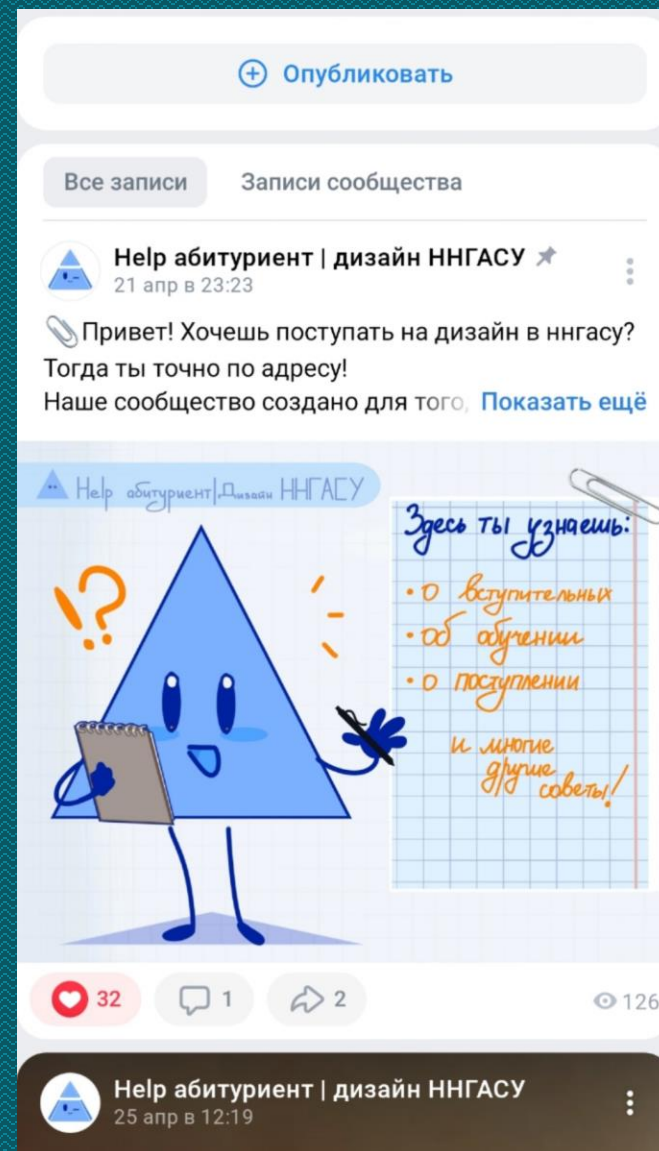 Опубликовать
Все записи
Записи сообщества
Help абитуриент | дизайн ННГАСУ
21 апр в 23:23
Привет! Хочешь поступать на дизайн в ннгасу?
Тогда ты точно по адресу!
Наше сообщество создано для того, Показать ещё
Help абитуриент|Дизайн ННГАСУ
Здесь ты узнаешь:
• о вступительных
• об обучении
• о поступлении
и многие
другие
советы!
32
1
2
126
Help абитуриент | дизайн ННГАСУ
25 апр в 12:19